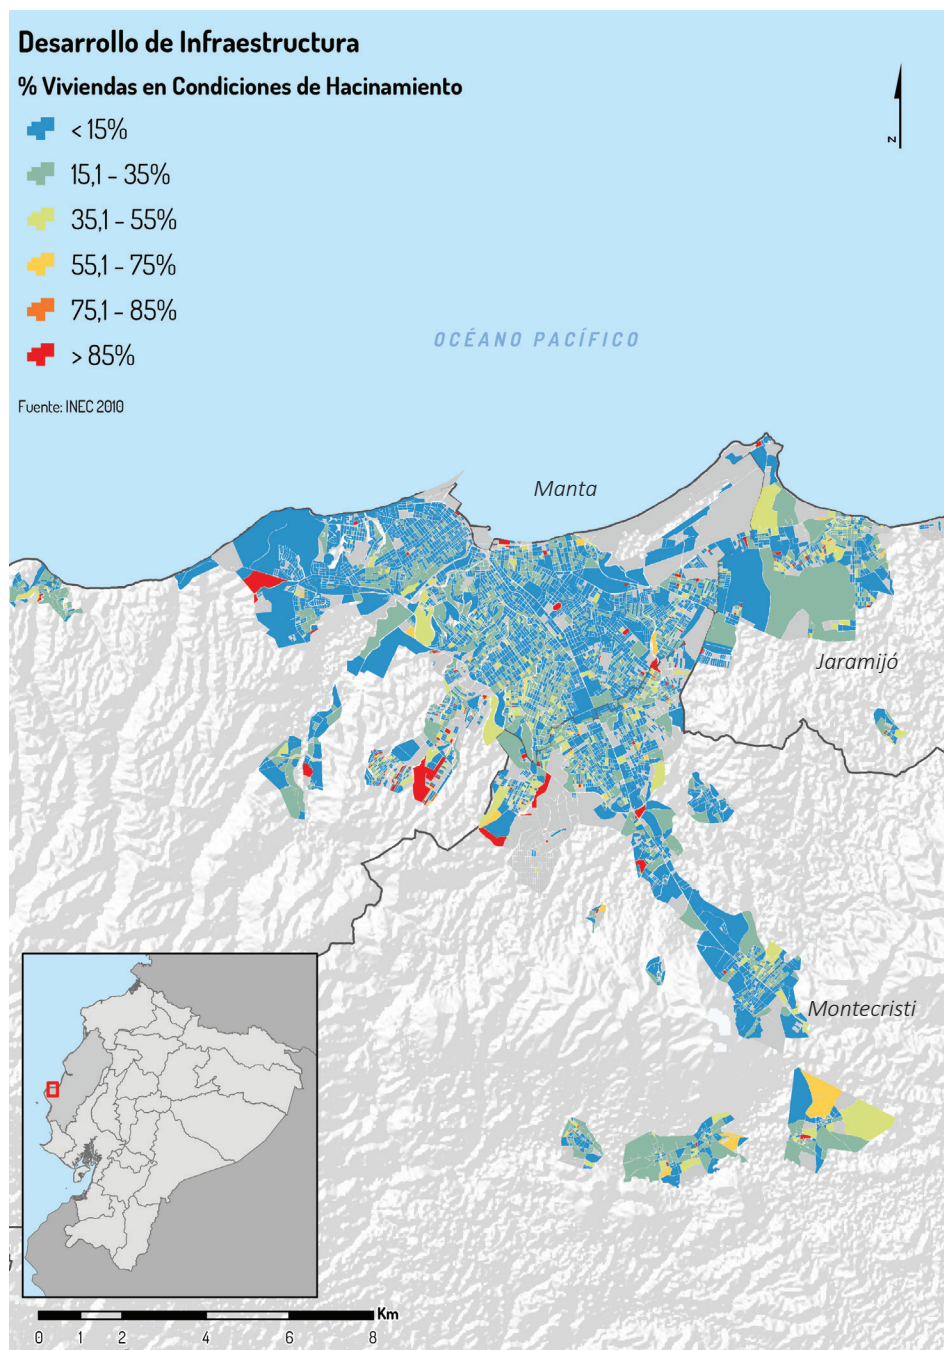 Desarrollo de Infraestructura
% Viviendas en Condiciones de Hacinamiento
< 15%
15,1 - 35%
35,1 - 55%
55,1 - 75%
75,1 - 85%
> 85%
Fuente: INEC 2010
N
OCÉANO PACÍFICO
Manta
Jaramijó
Montecristi
Km
0 1 2 4 6 8